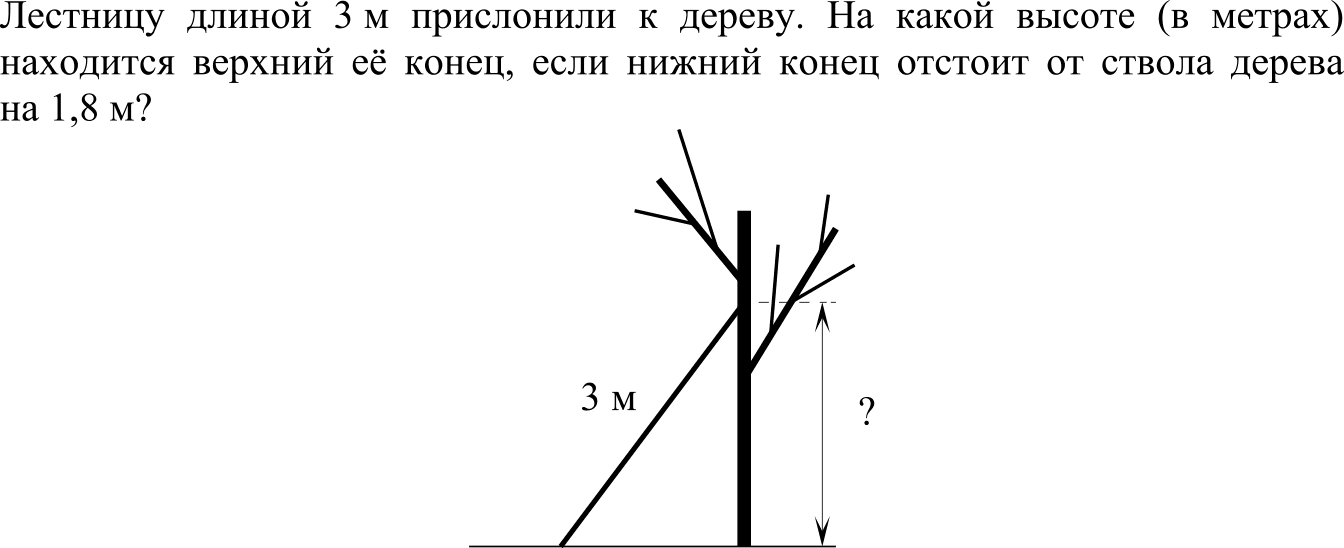 Лестницу длиной 3 м прислонили к дереву. На какой высоте (в метрах)
находится верхний её конец, если нижний конец отстоит от ствола дерева
на 1,8 м?
3 м
?